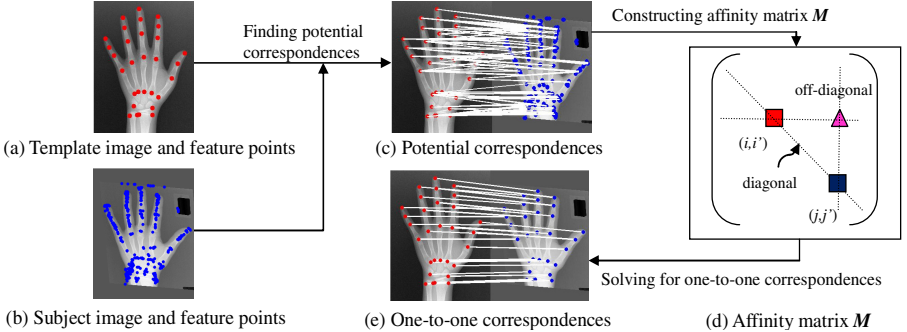 Finding potential
correspondences
Constructing affinity matrix M
(a) Template image and feature points
(c) Potential correspondences
off-diagonal
(i,i')
diagonal
(j,j')
Solving for one-to-one correspondences
(b) Subject image and feature points
(e) One-to-one correspondences
(d) Affinity matrix M